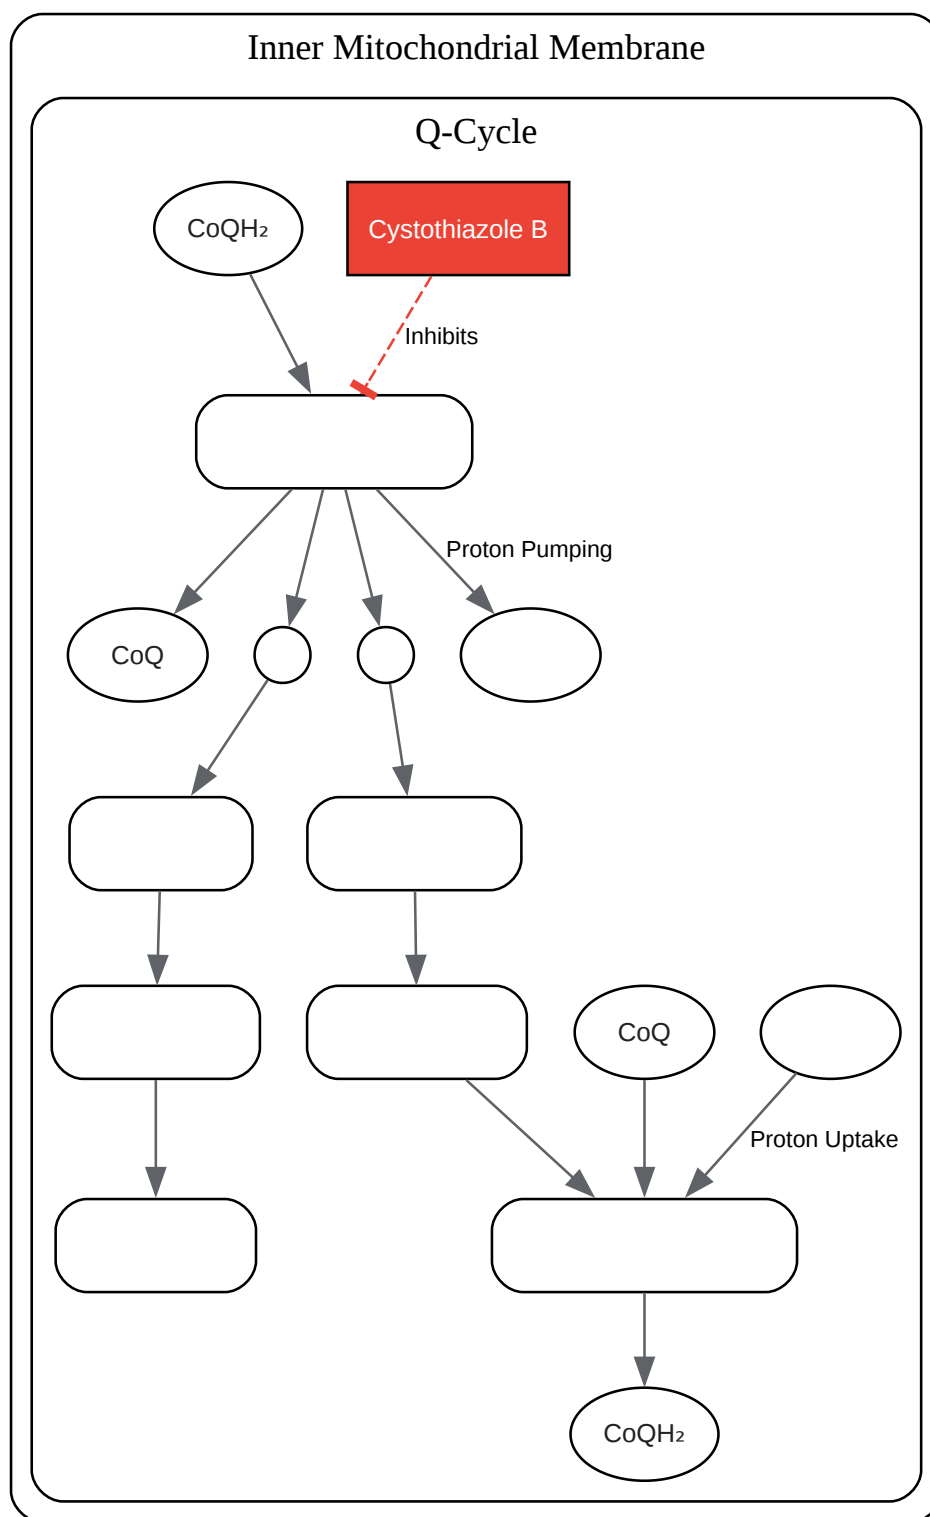 Inner Mitochondrial Membrane
Q-Cycle
CoQH₂
Cystothiazole B
Inhibits
Proton Pumping
CoQ
CoQ
Proton Uptake
CoQH₂